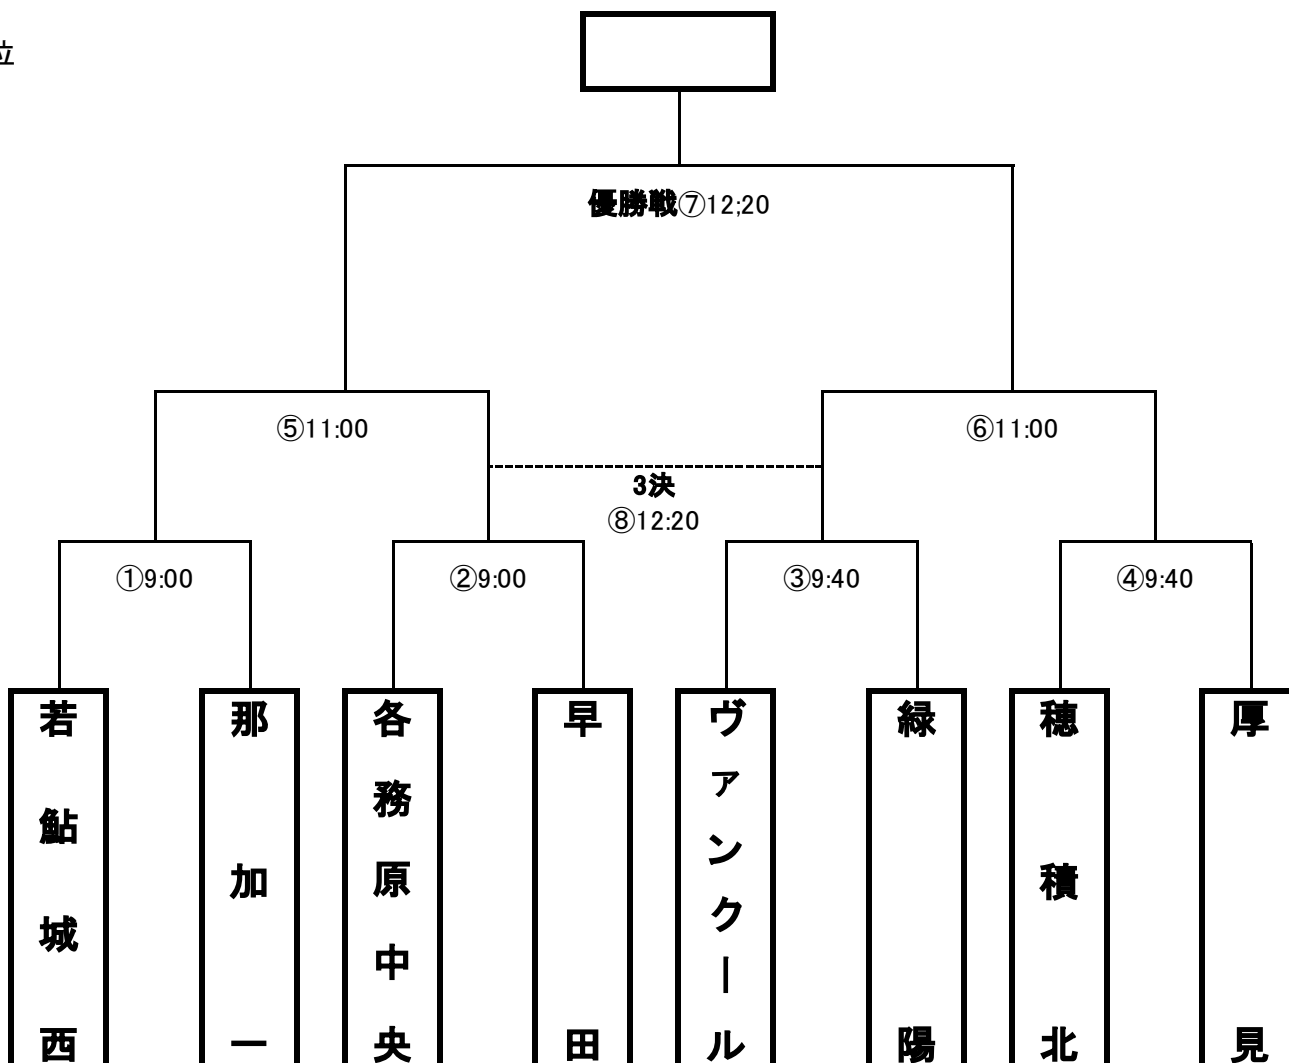 位
優勝戦⑦12;20
⑤11:00
⑥11:00
3決
⑧12:20
①9:00
②9:00
③9:40
④9:40
若鮎城西
那加一
各務原中央
早田
ヴァンクール
緑陽
穂積北
厚見